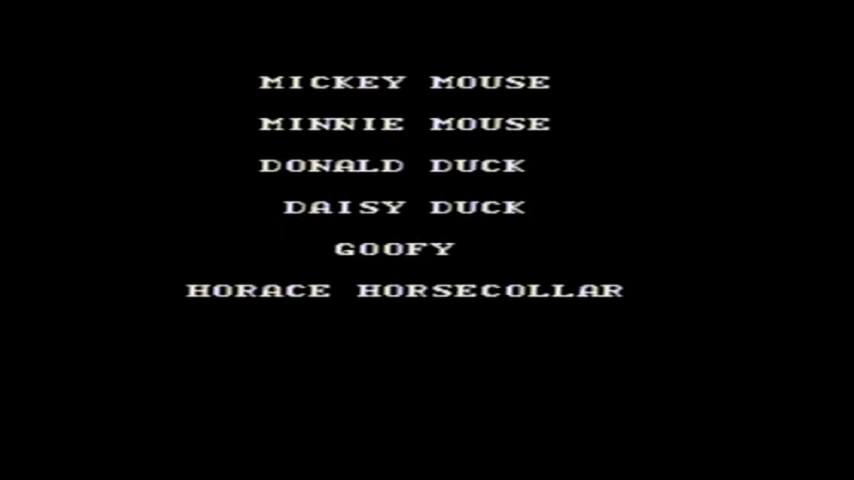 MICKEY MOUSE
MINNIE MOUSE
DONALD DUCK
DAISY DUCK
GOOFY
HORACE HORSECOLLAR